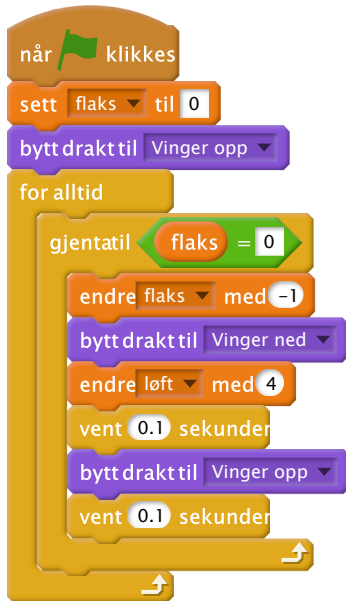 når klikkes
sett flaks til 0
bytt drakt til Vinger opp
for alltid
gjenta til flaks = 0
endre flaks med -1
bytt drakt til Vinger ned
endre løft med 4
vent 0.1 sekunder
bytt drakt til Vinger opp
vent 0.1 sekunder